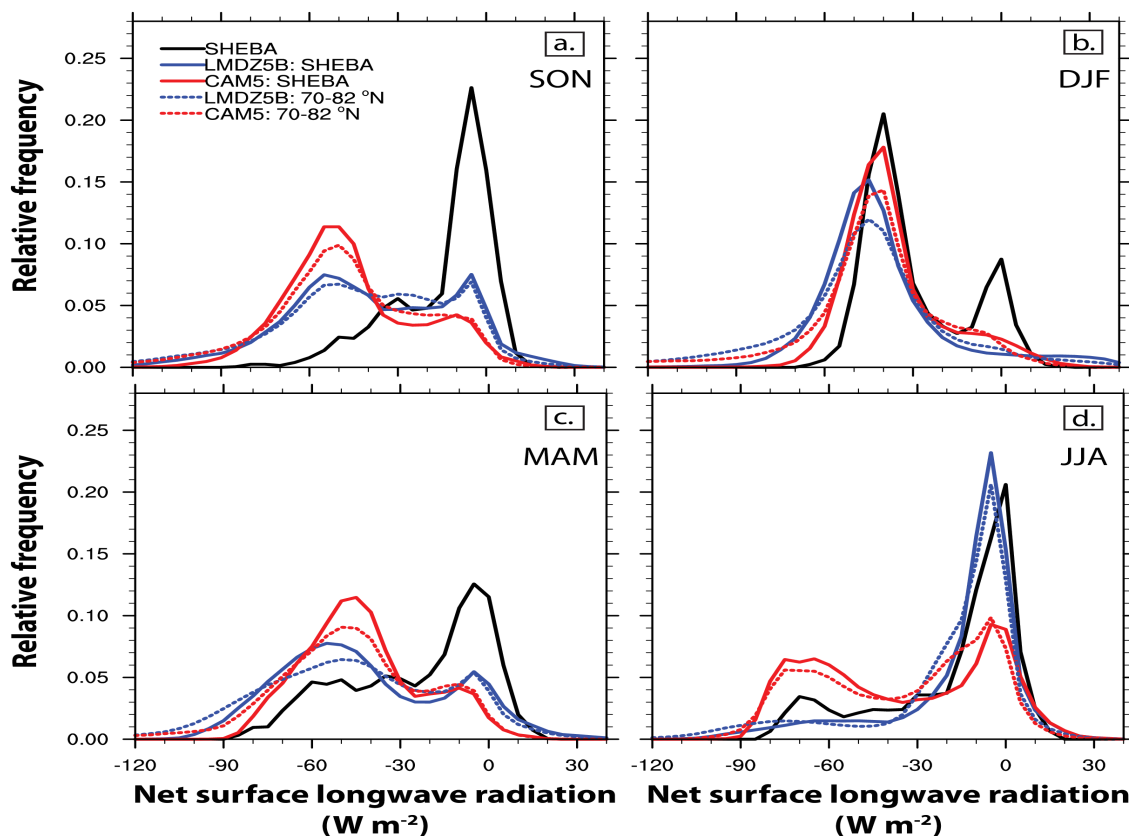 a.
SON
SHEBA
LMDZ5B: SHEBA
CAM5: SHEBA
LMDZ5B: 70-82 °N
CAM5: 70-82 °N
Relative frequency
0.25
0.20
0.15
0.10
0.05
0.00
b.
DJF
c.
MAM
Relative frequency
0.25
0.20
0.15
0.10
0.05
0.00
-120 -90 -60 -30 0 30
Net surface longwave radiation
(W m⁻²)
d.
JJA
-120 -90 -60 -30 0 30
Net surface longwave radiation
(W m⁻²)